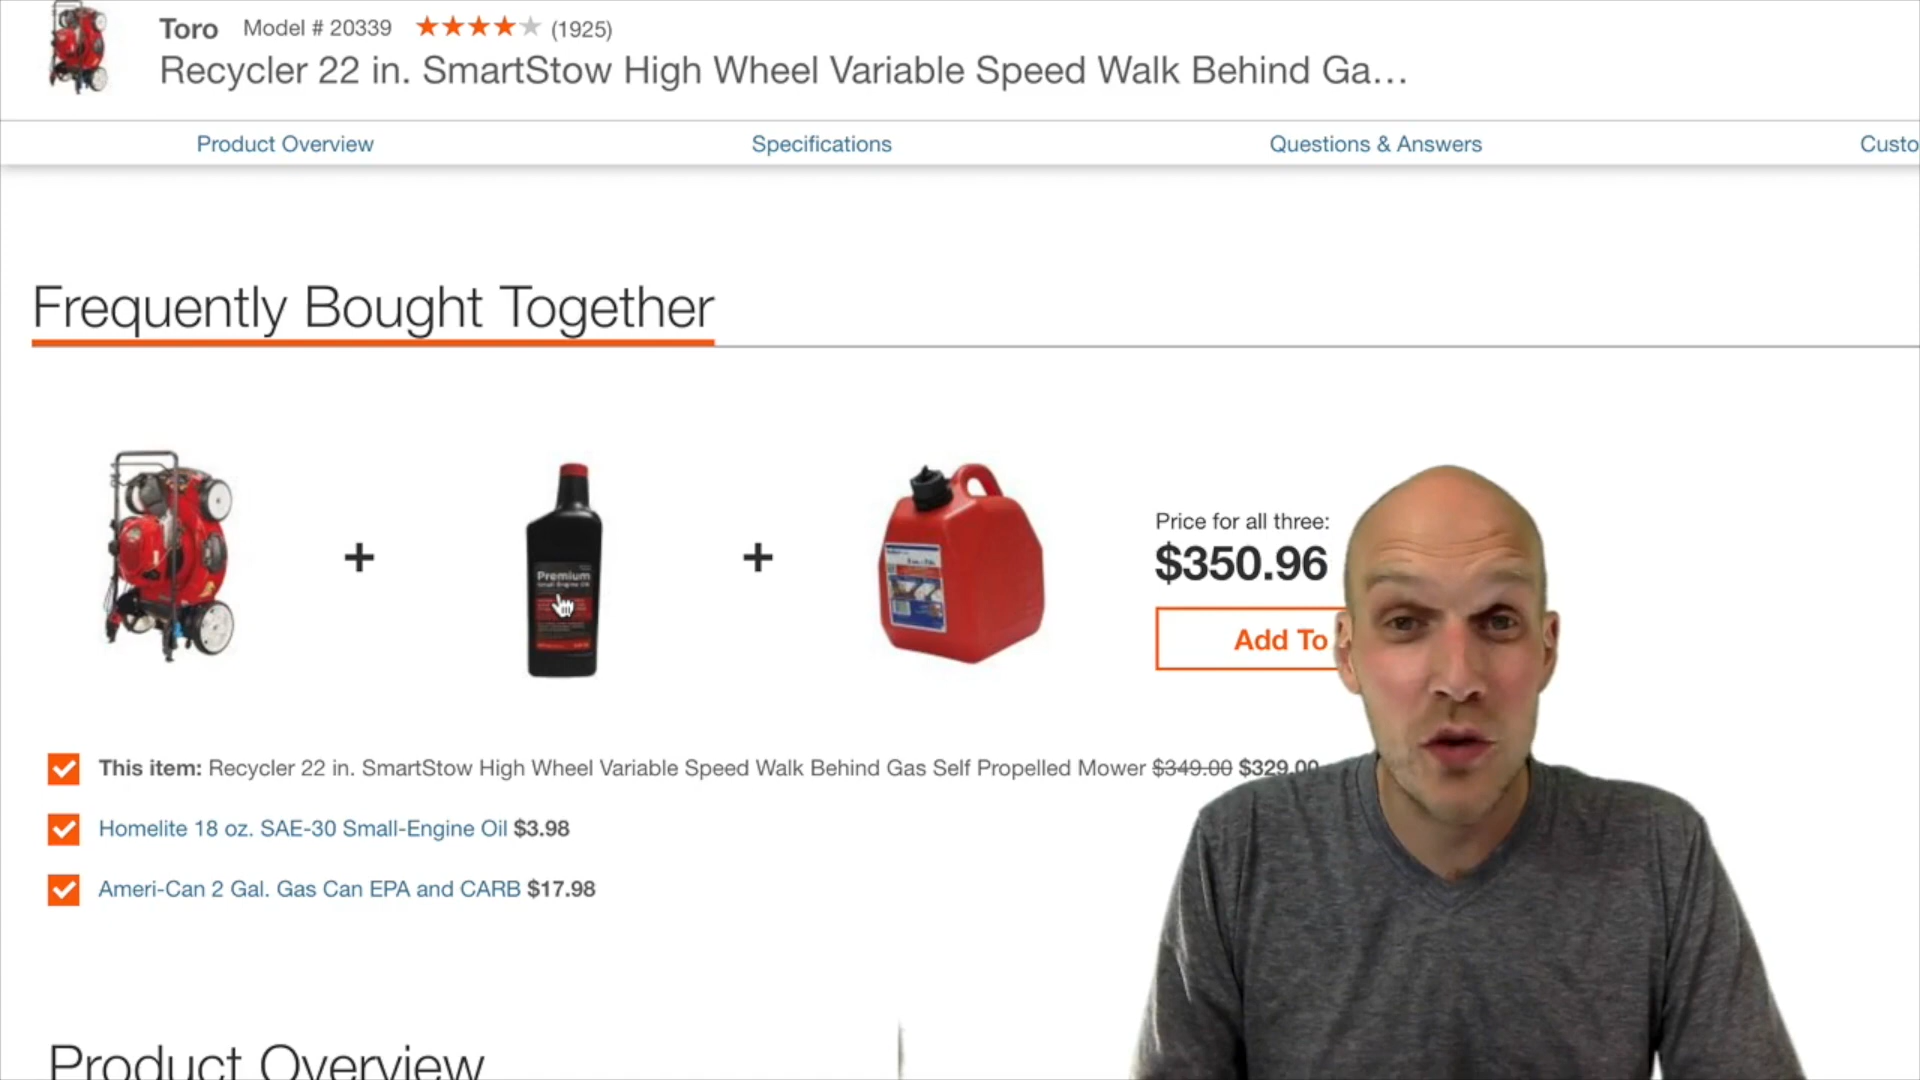 Toro Model # 20339 (1925)
Recycler 22 in. SmartStow High Wheel Variable Speed Walk Behind Ga...
Product Overview
Specifications
Questions & Answers
Custo
Frequently Bought Together
+
+
Premium
Small Engine Oil
Price for all three:
$350.96
Add To
This item: Recycler 22 in. SmartStow High Wheel Variable Speed Walk Behind Gas Self Propelled Mower $349.00 $329.00
Homelite 18 oz. SAE-30 Small-Engine Oil $3.98
Ameri-Can 2 Gal. Gas Can EPA and CARB $17.98
Product Overview